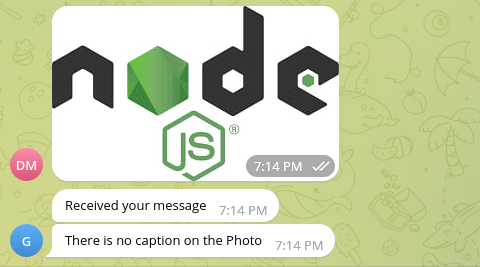 node
JS®
7:14 PM
DM
Received your message 7:14 PM
G
There is no caption on the Photo 7:14 PM